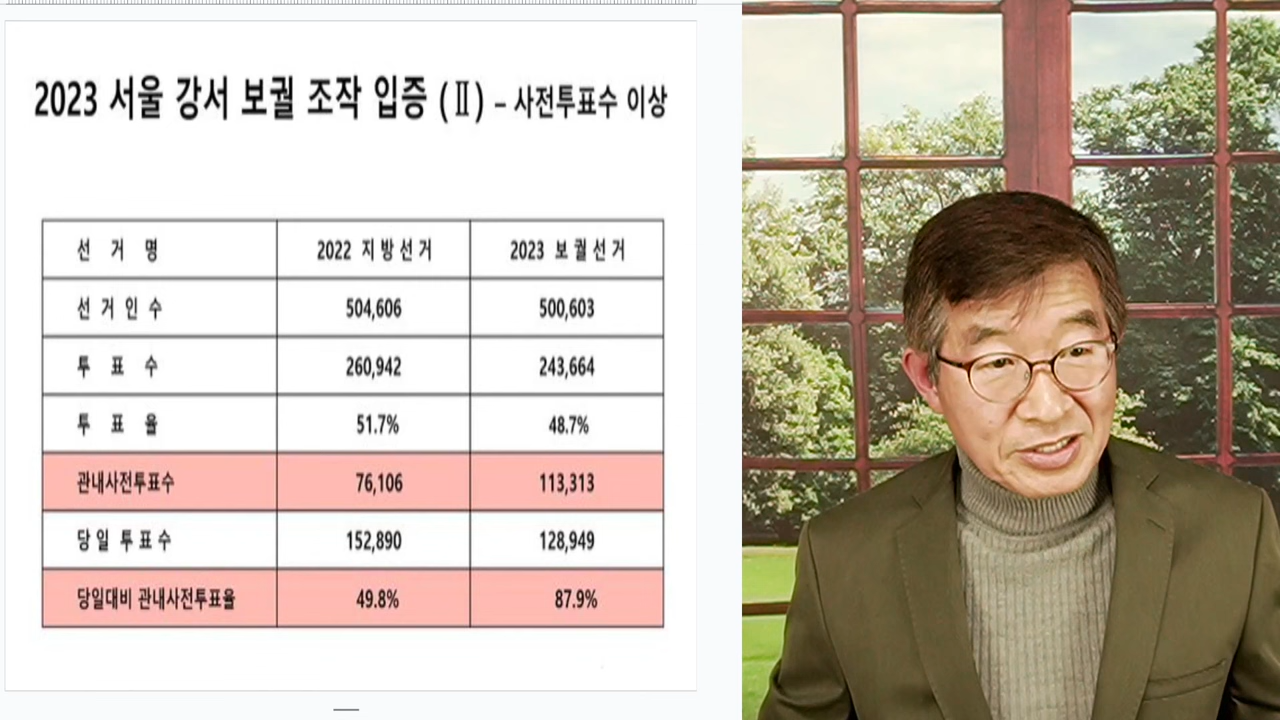 2023 서울 강서 보궐 조작 입증 (Ⅱ) – 사전투표수 이상
선 거 명 2022 지방선거 2023 보궐선거
선 거 인 수 504,606 500,603
투 표 수 260,942 243,664
투 표 율 51.7% 48.7%
관내사전투표수 76,106 113,313
당일 투표수 152,890 128,949
당일대비 관내사전투표율 49.8% 87.9%